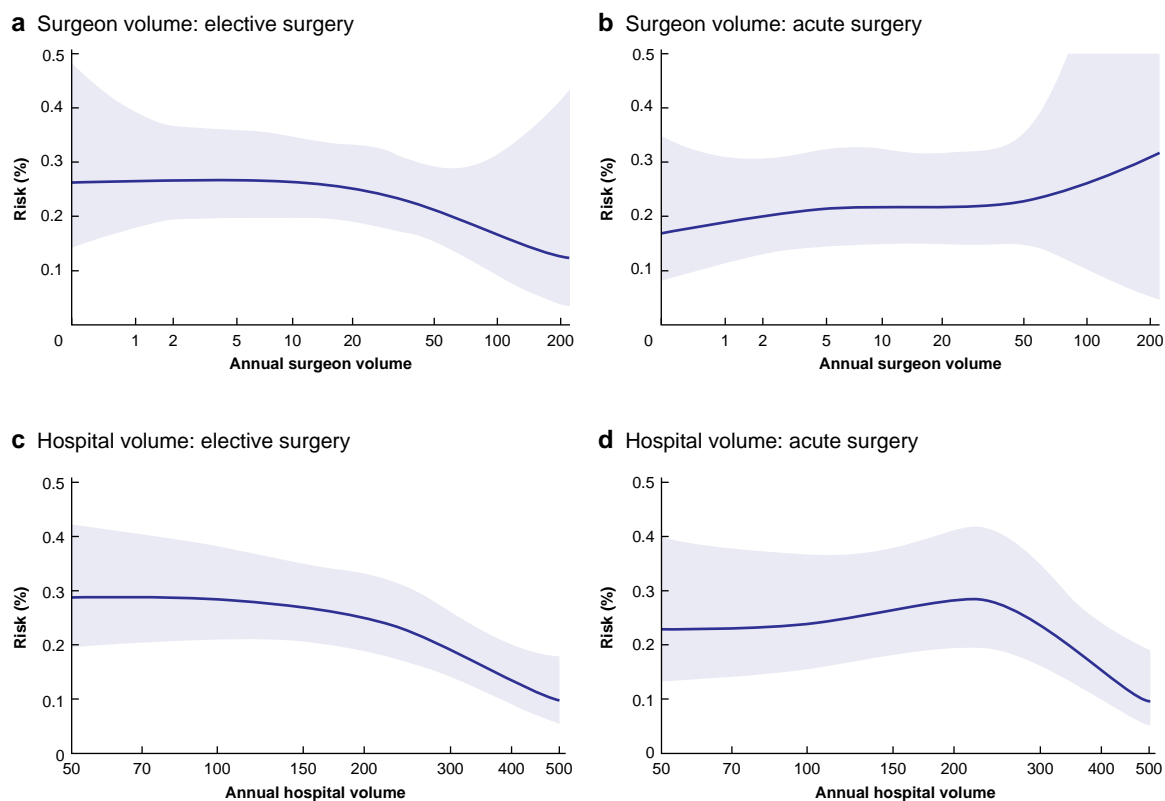 a Surgeon volume: elective surgery
0.5
0.4
0.3
0.2
0.1
Risk (%)
0 1 2 5 10 20 50 100 200
Annual surgeon volume
b Surgeon volume: acute surgery
0.5
0.4
0.3
0.2
0.1
Risk (%)
0 1 2 5 10 20 50 100 200
Annual surgeon volume
c Hospital volume: elective surgery
0.5
0.4
0.3
0.2
0.1
0
Risk (%)
50 70 100 150 200 300 400 500
Annual hospital volume
d Hospital volume: acute surgery
0.5
0.4
0.3
0.2
0.1
0
Risk (%)
50 70 100 150 200 300 400 500
Annual hospital volume